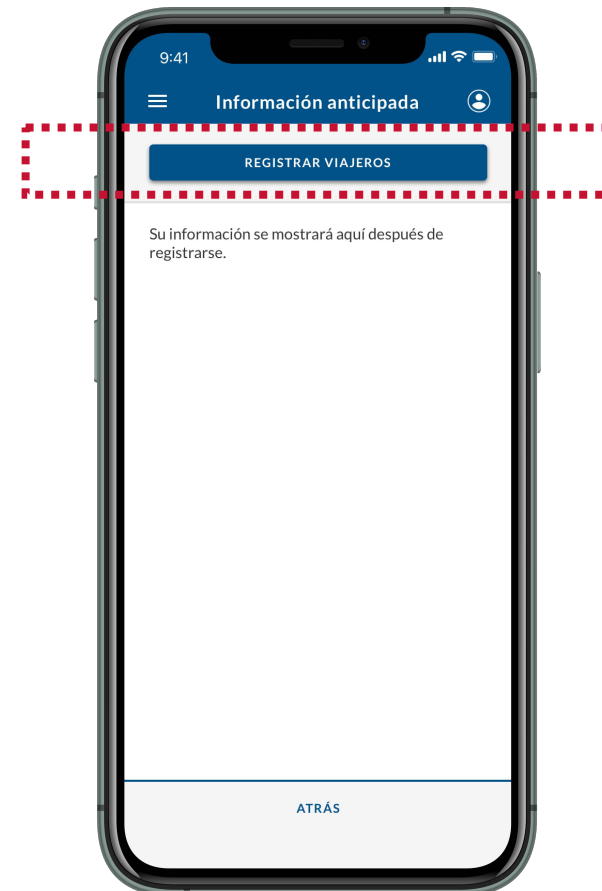 9:41
Información anticipada
REGISTRAR VIAJEROS
Su información se mostrará aquí después de
registrarse.
ATRÁS